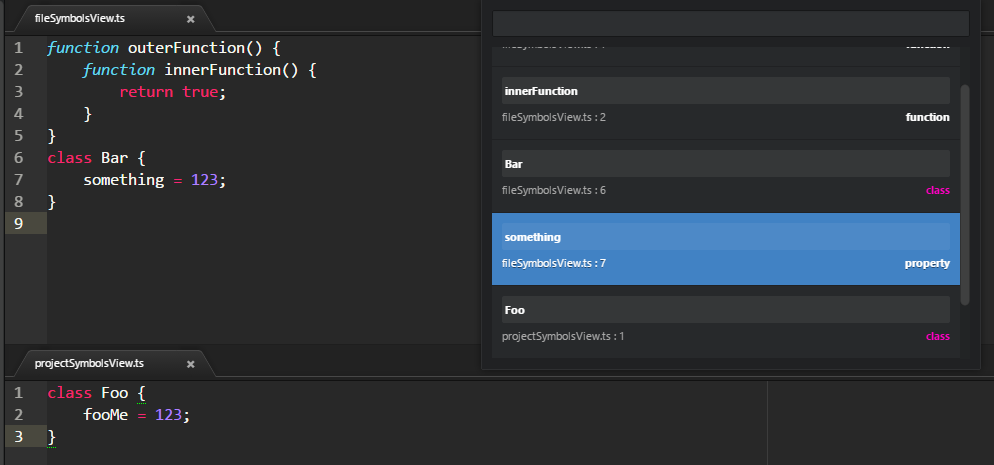 fileSymbolsView.ts ×
1 function outerFunction() {
2     function innerFunction() {
3         return true;
4     }
5 }
6 class Bar {
7     something = 123;
8 }
9
innerFunction
fileSymbolsView.ts : 2 function
Bar
fileSymbolsView.ts : 6 class
something
fileSymbolsView.ts : 7 property
Foo
projectSymbolsView.ts : 1 class
projectSymbolsView.ts ×
1 class Foo {
2     fooMe = 123;
3 }